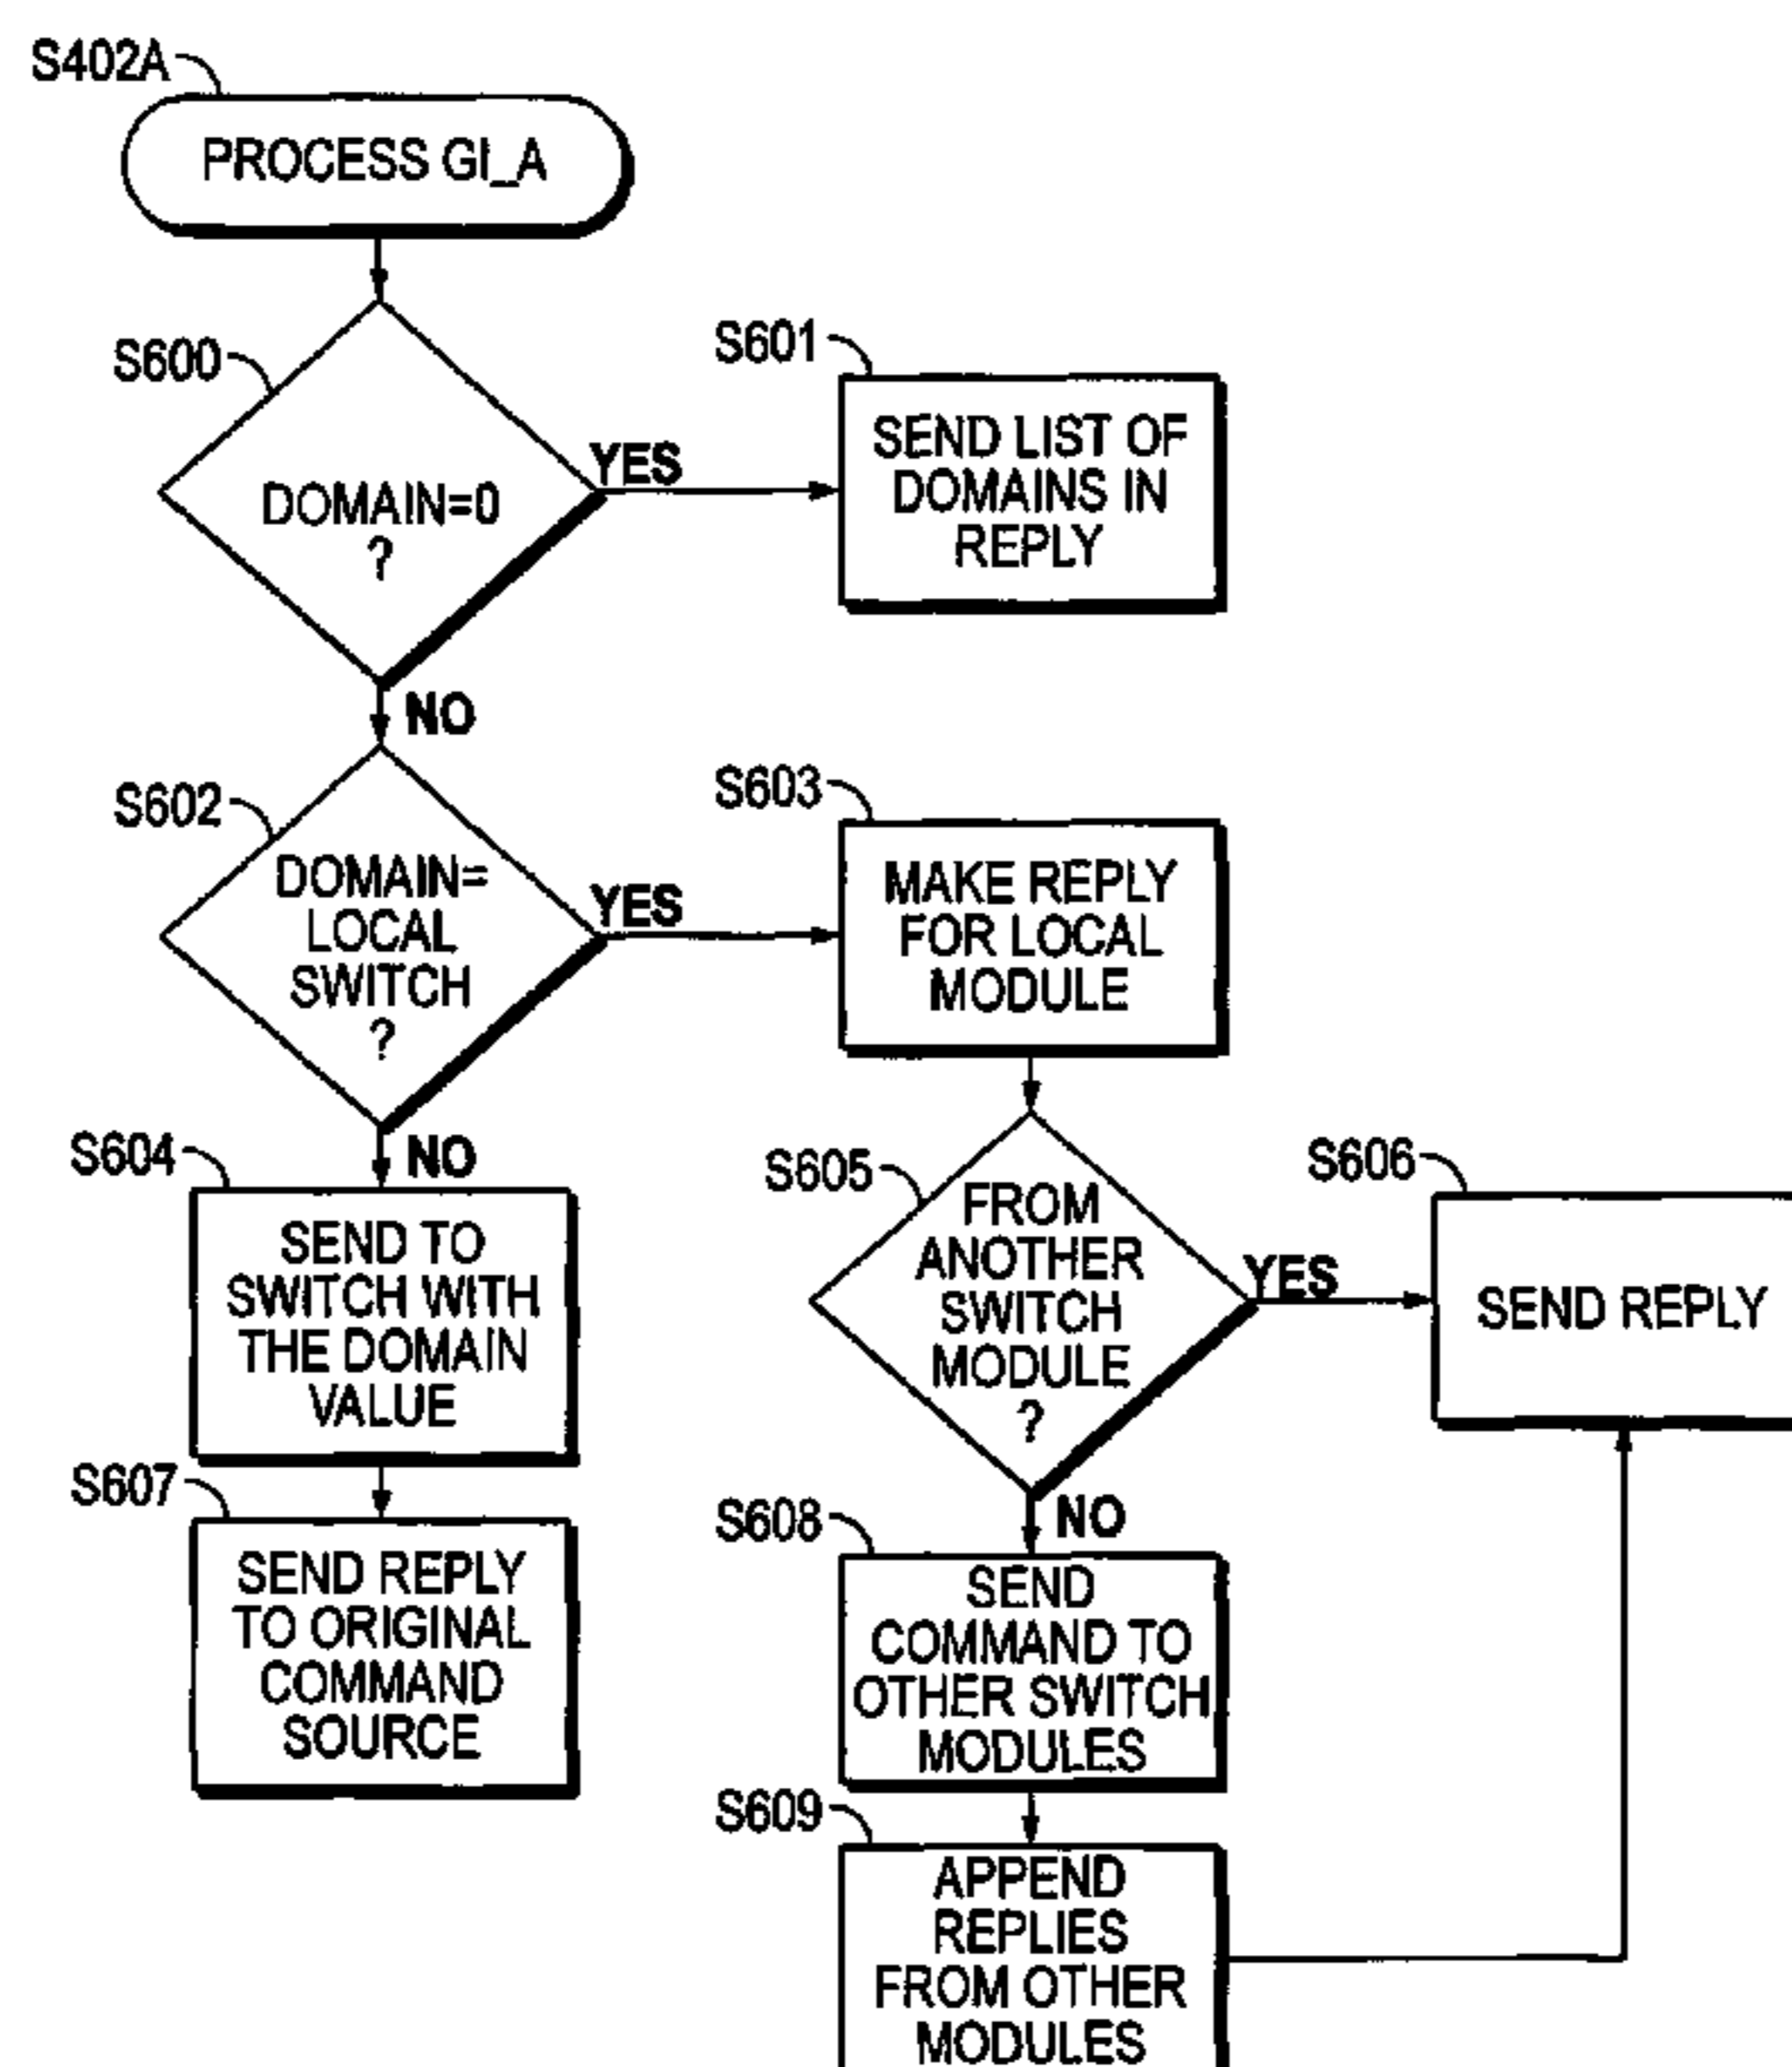 S402A
PROCESS GI_A
S600
DOMAIN=0
?
YES
NO
S601
SEND LIST OF
DOMAINS IN
REPLY
S602
DOMAIN=
LOCAL
SWITCH
?
YES
NO
S603
MAKE REPLY
FOR LOCAL
MODULE
S604
SEND TO
SWITCH WITH
THE DOMAIN
VALUE
S605
FROM
ANOTHER
SWITCH
MODULE
?
YES
NO
S606
SEND REPLY
S607
SEND REPLY
TO ORIGINAL
COMMAND
SOURCE
S608
SEND
COMMAND TO
OTHER SWITCH
MODULES
S609
APPEND
REPLIES
FROM OTHER
MODULES